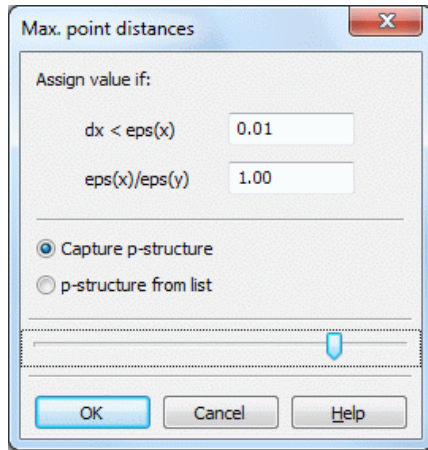 Max. point distances
Assign value if:
dx < eps(x) 0.01
eps(x)/eps(y) 1.00
Capture p-structure
p-structure from list
OK Cancel Help